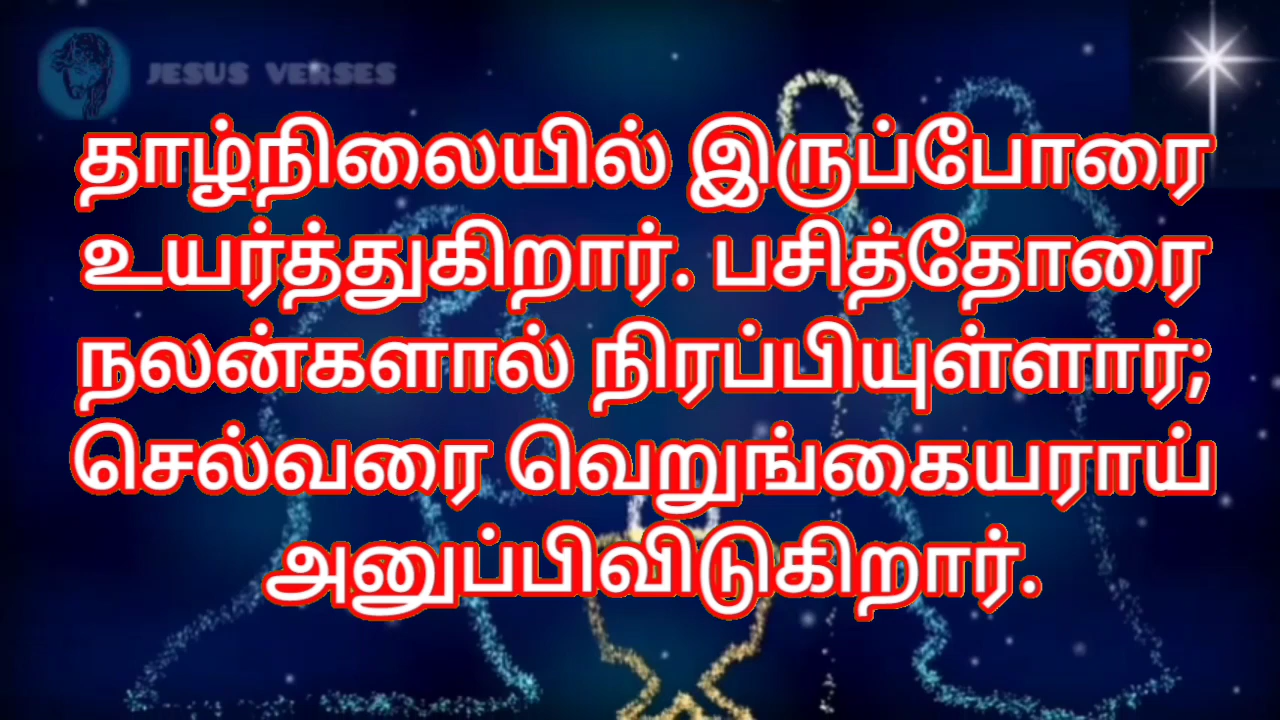 JESUS VERSES
தாழ்நிலையில் இருப்போரை
உயர்த்துகிறார். பசித்தோரை
நலன்களால் நிரப்பியுள்ளார்;
செல்வரை வெறுங்கையராய்
அனுப்பிவிடுகிறார்.